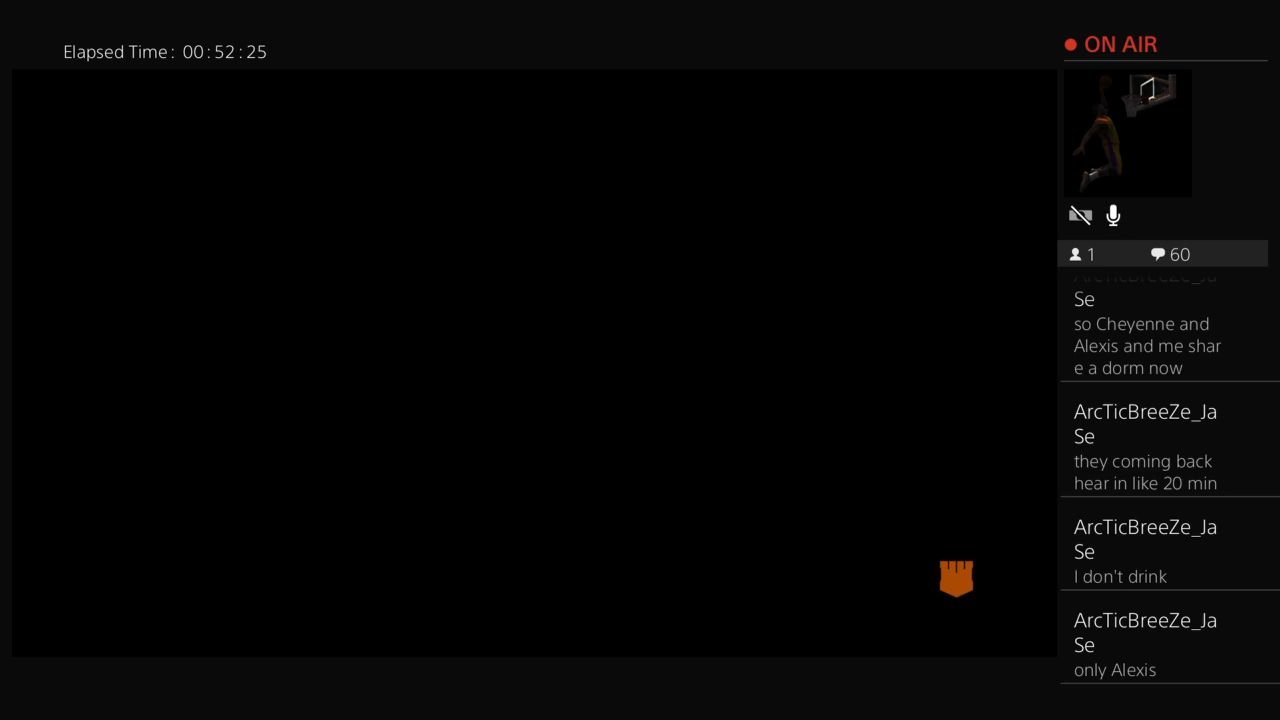 Elapsed Time: 00:52:25
ON AIR
1 60
ArcTicBreeZe_Ja
Se
so Cheyenne and
Alexis and me shar
e a dorm now
ArcTicBreeZe_Ja
Se
they coming back
hear in like 20 min
ArcTicBreeZe_Ja
Se
I don't drink
ArcTicBreeZe_Ja
Se
only Alexis